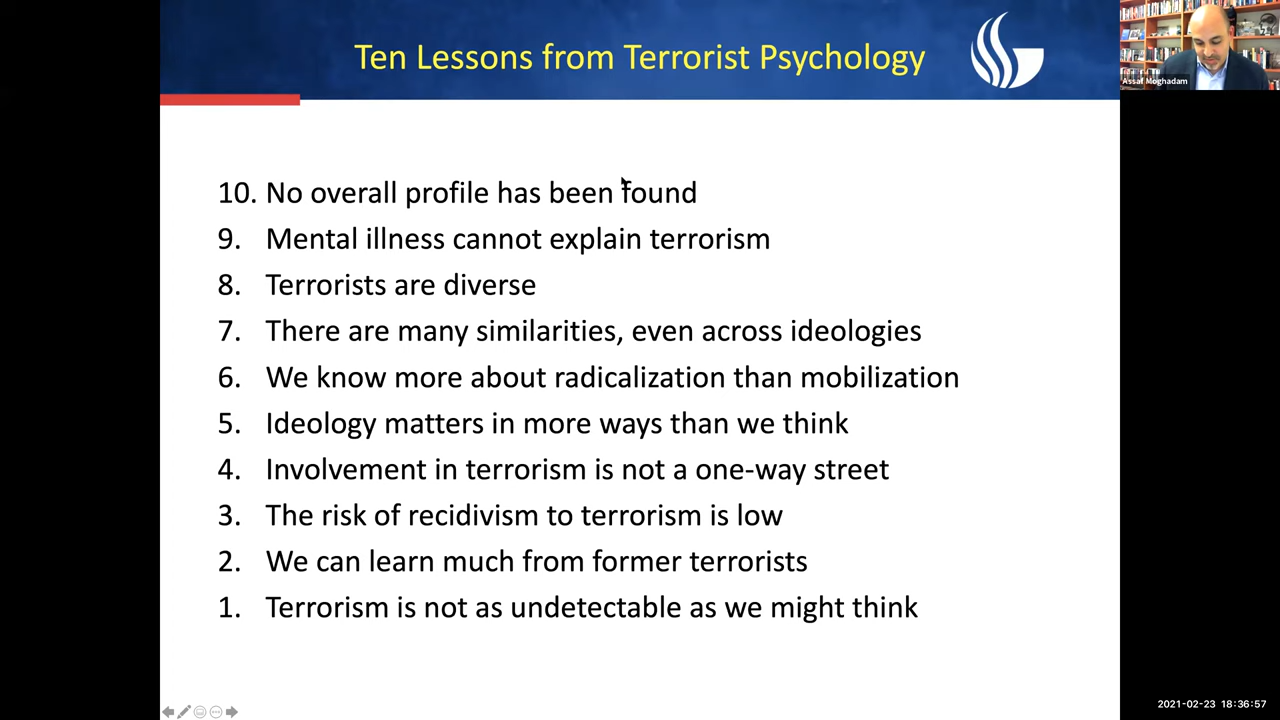 Ten Lessons from Terrorist Psychology
Assaf Moghadam
10. No overall profile has been found
9. Mental illness cannot explain terrorism
8. Terrorists are diverse
7. There are many similarities, even across ideologies
6. We know more about radicalization than mobilization
5. Ideology matters in more ways than we think
4. Involvement in terrorism is not a one-way street
3. The risk of recidivism to terrorism is low
2. We can learn much from former terrorists
1. Terrorism is not as undetectable as we might think
2021-02-23 18:36:57